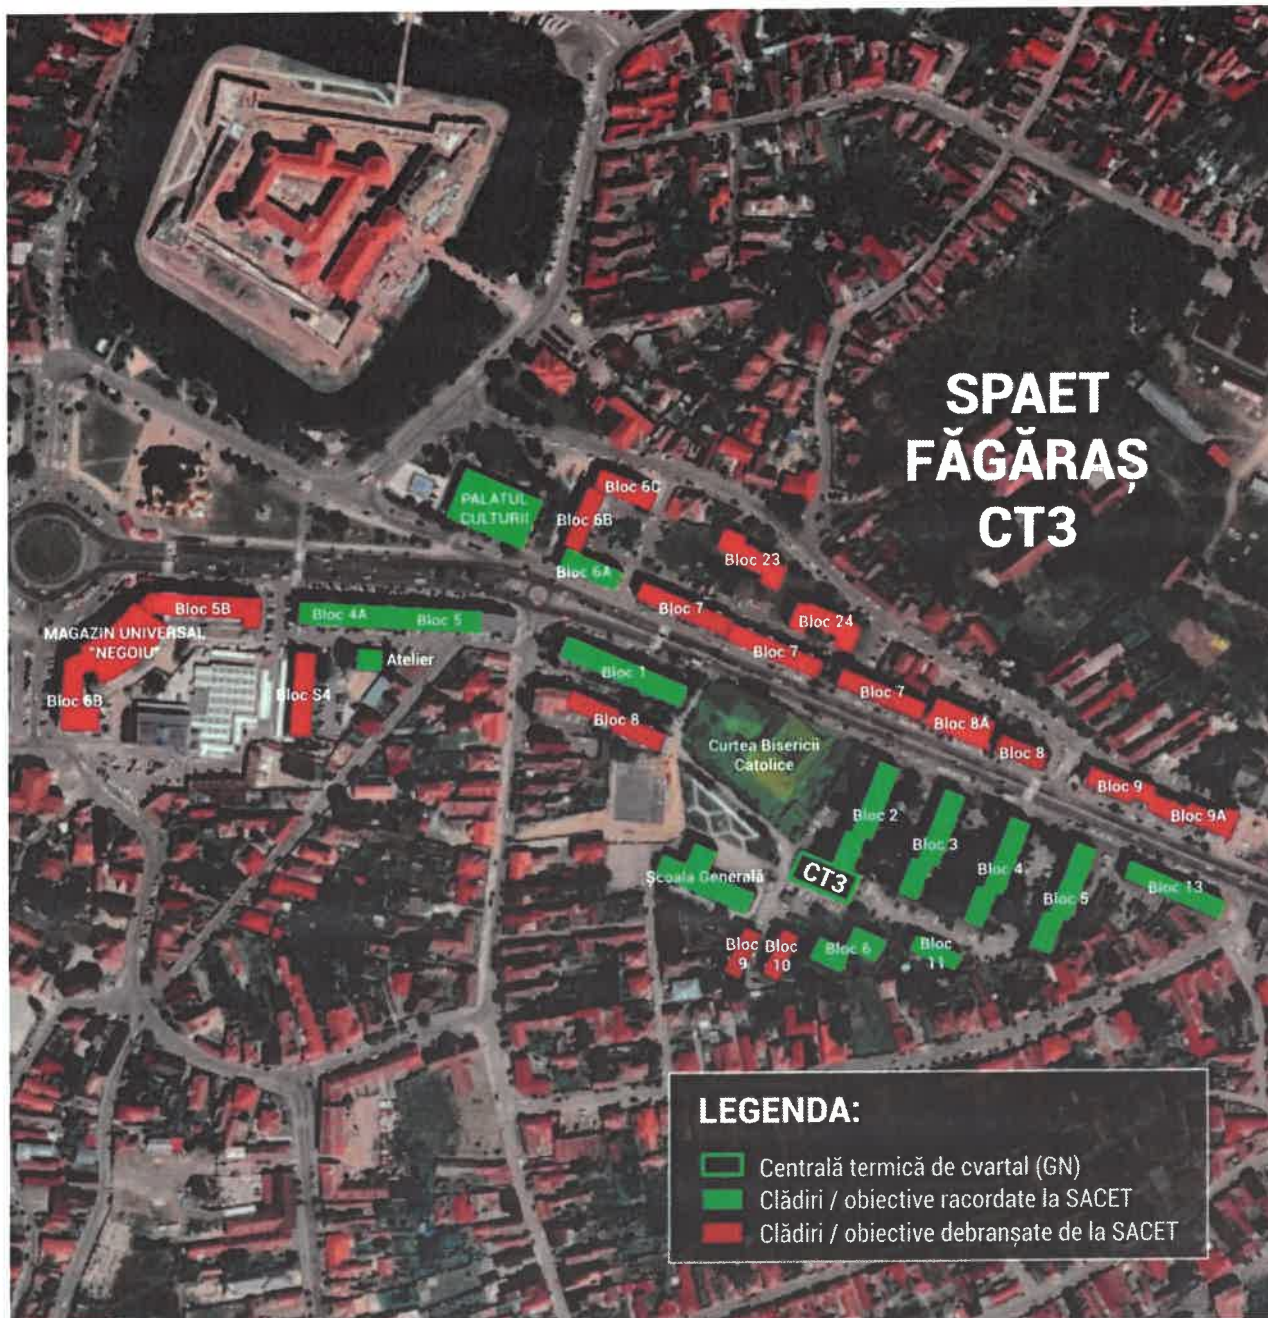 SPAET
FĂGĂRAȘ
CT3
Bloc 6C
PALATUL
CULTURII
Bloc 6B
Bloc 23
Bloc 6A
Bloc 5B
Bloc 7
Bloc 4A
Bloc 5
Bloc 24
MAGAZIN UNIVERSAL
"NEGOIU"
Bloc 7
Atelier
Bloc 1
Bloc 6B
Bloc S4
Bloc 7
Bloc 8
Bloc 8A
Curtea Bisericii
Catolice
Bloc 8
Bloc 9
Bloc 2
Bloc 9A
Bloc 3
Bloc 4
Școala Generală
CT3
Bloc 13
Bloc 5
Bloc
9
Bloc
10
Bloc 6
Bloc
11
LEGENDA:
Centrală termică de cvartal (GN)
Clădiri / obiective racordate la SACET
Clădiri / obiective debranșate de la SACET